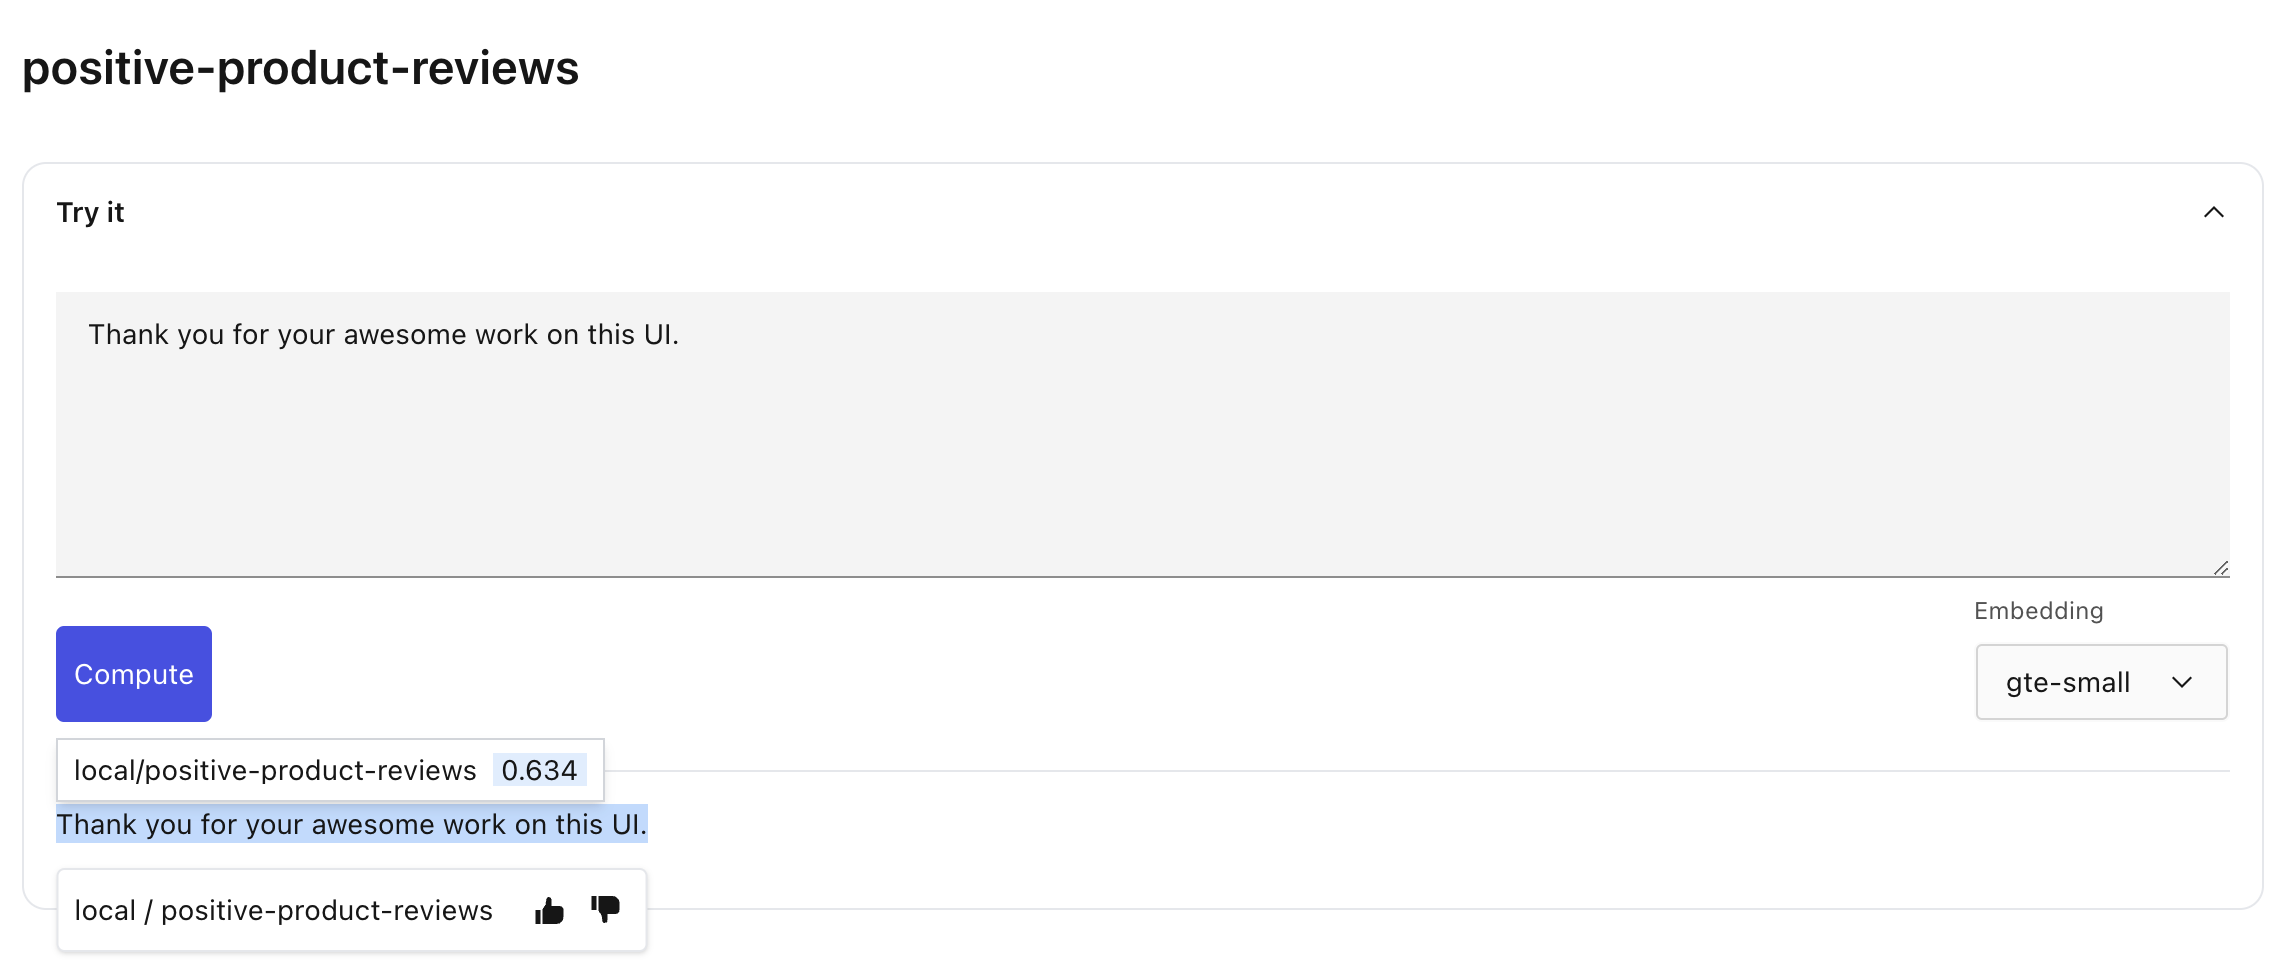 positive-product-reviews
Try it
Thank you for your awesome work on this UI.
Embedding
Compute
gte-small
local/positive-product-reviews 0.634
Thank you for your awesome work on this UI.
local / positive-product-reviews